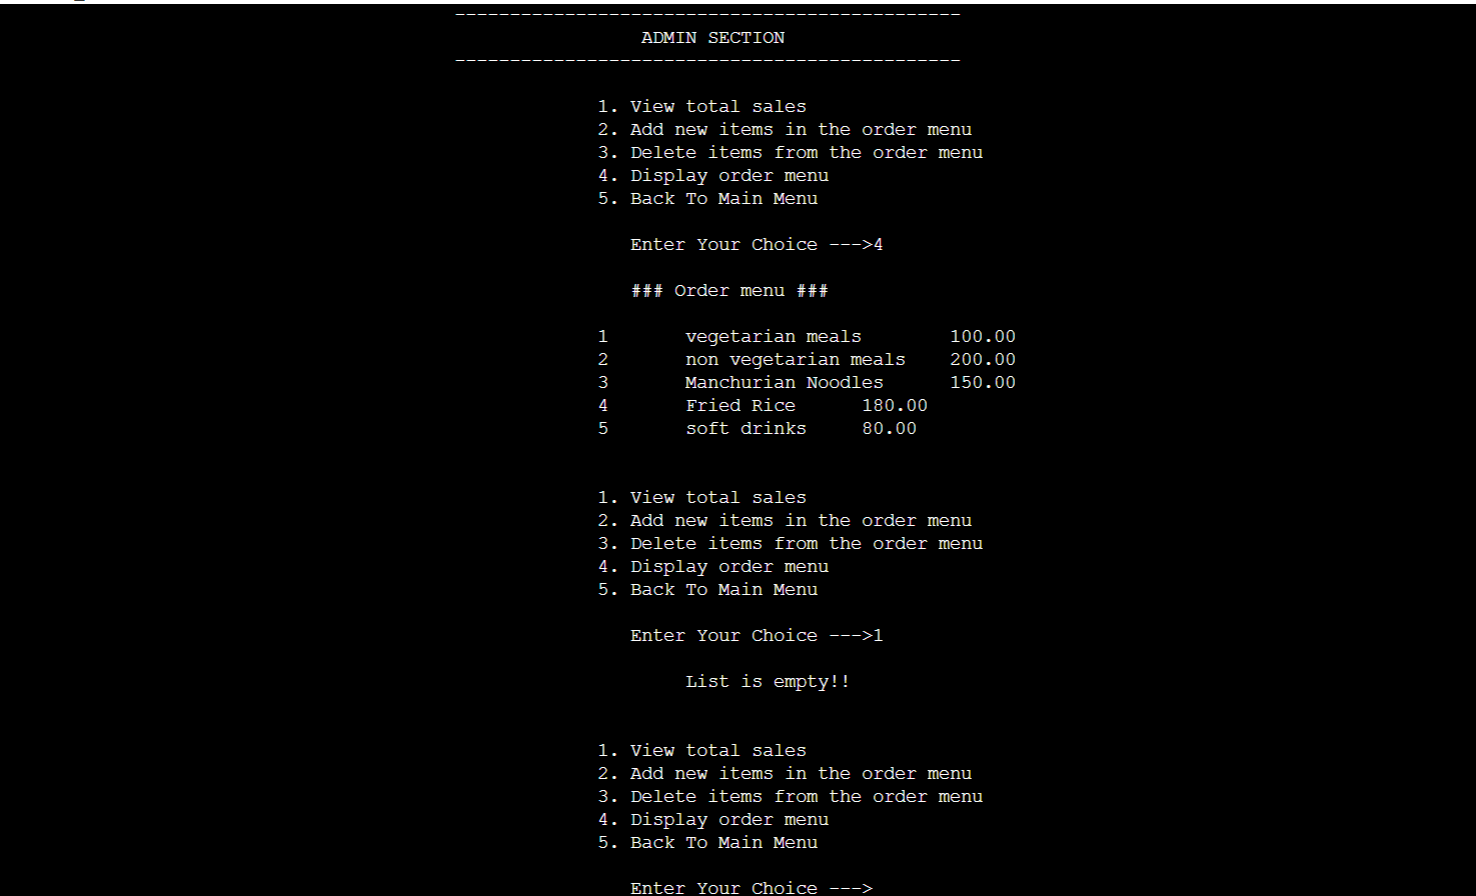 ----------------------------------------------
ADMIN SECTION
----------------------------------------------
1. View total sales
2. Add new items in the order menu
3. Delete items from the order menu
4. Display order menu
5. Back To Main Menu
Enter Your Choice --->4
### Order menu ###
1 vegetarian meals 100.00
2 non vegetarian meals 200.00
3 Manchurian Noodles 150.00
4 Fried Rice 180.00
5 soft drinks 80.00
1. View total sales
2. Add new items in the order menu
3. Delete items from the order menu
4. Display order menu
5. Back To Main Menu
Enter Your Choice --->1
List is empty!!
1. View total sales
2. Add new items in the order menu
3. Delete items from the order menu
4. Display order menu
5. Back To Main Menu
Enter Your Choice --->